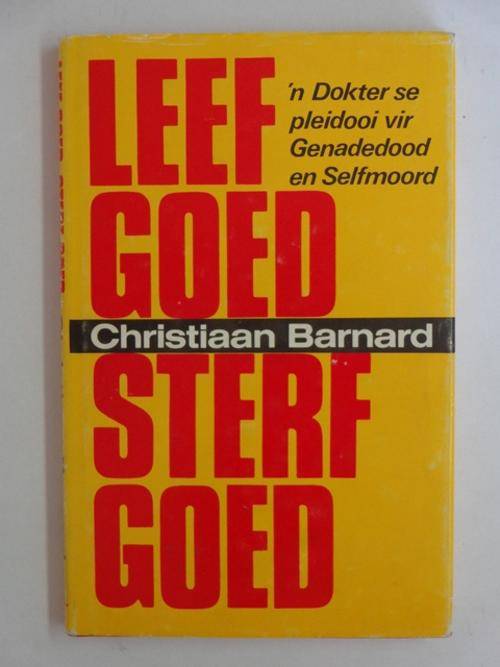 LEEF
'n Dokter se
pleidooi vir
Genadedood
en Selfmoord
GOED
Christiaan Barnard
STERF
GOED